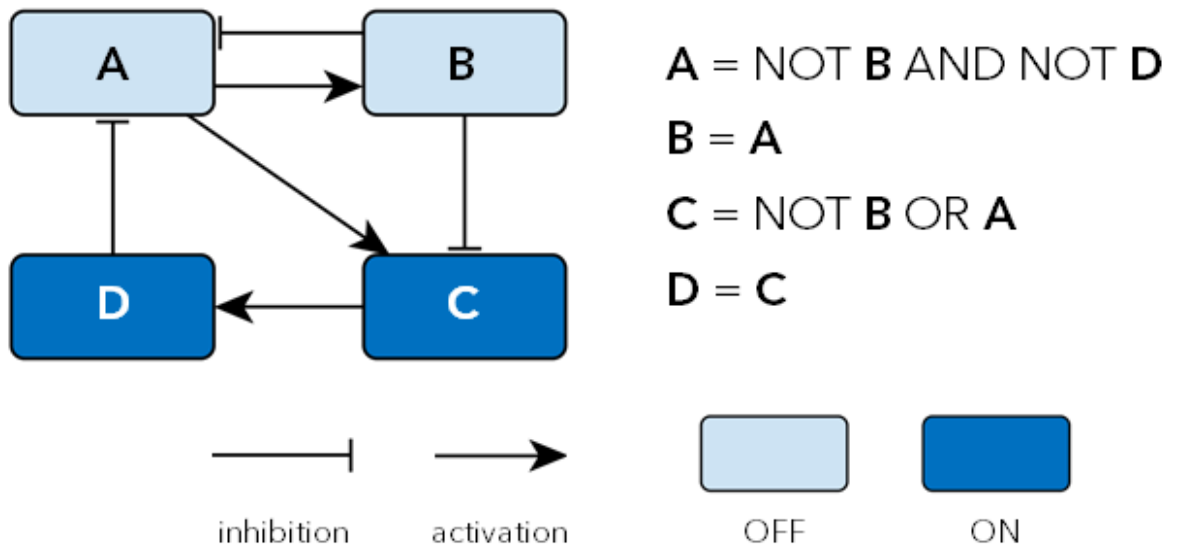 A
B
A = NOT B AND NOT D
B = A
C = NOT B OR A
D
C
D = C
inhibition
activation
OFF
ON